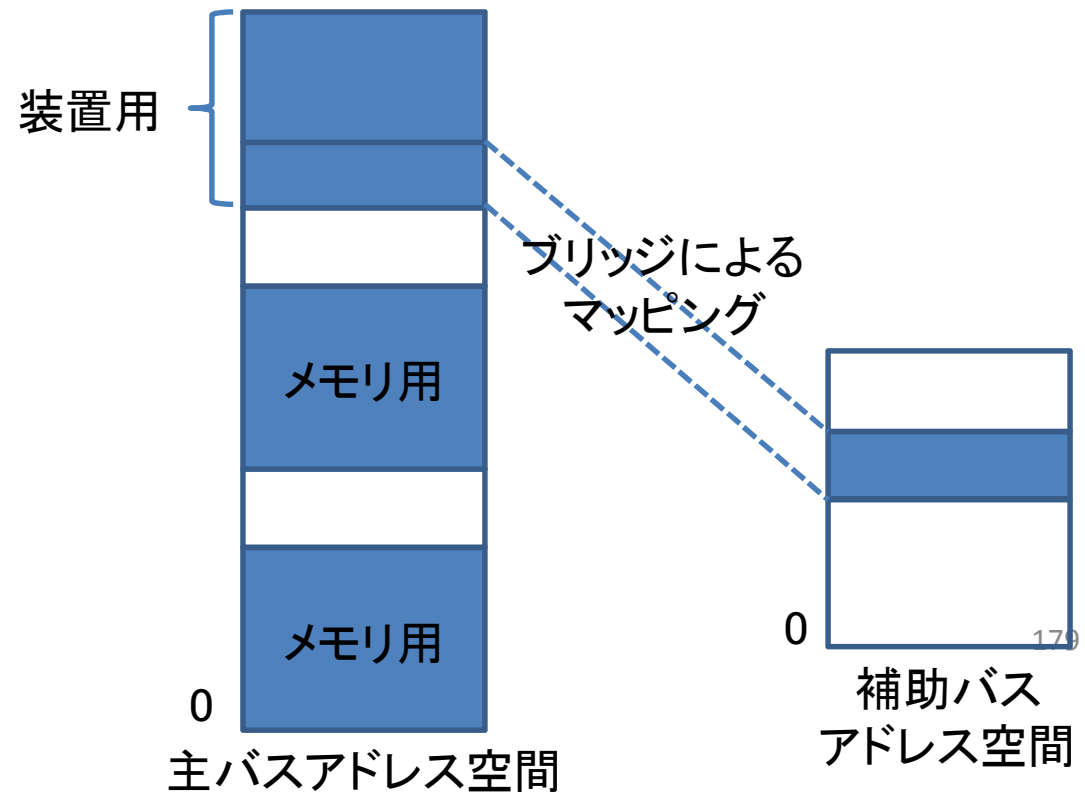 装置用
ブリッジによる
マッピング
メモリ用
メモリ用
0
主バスアドレス空間
0
179
補助バス
アドレス空間